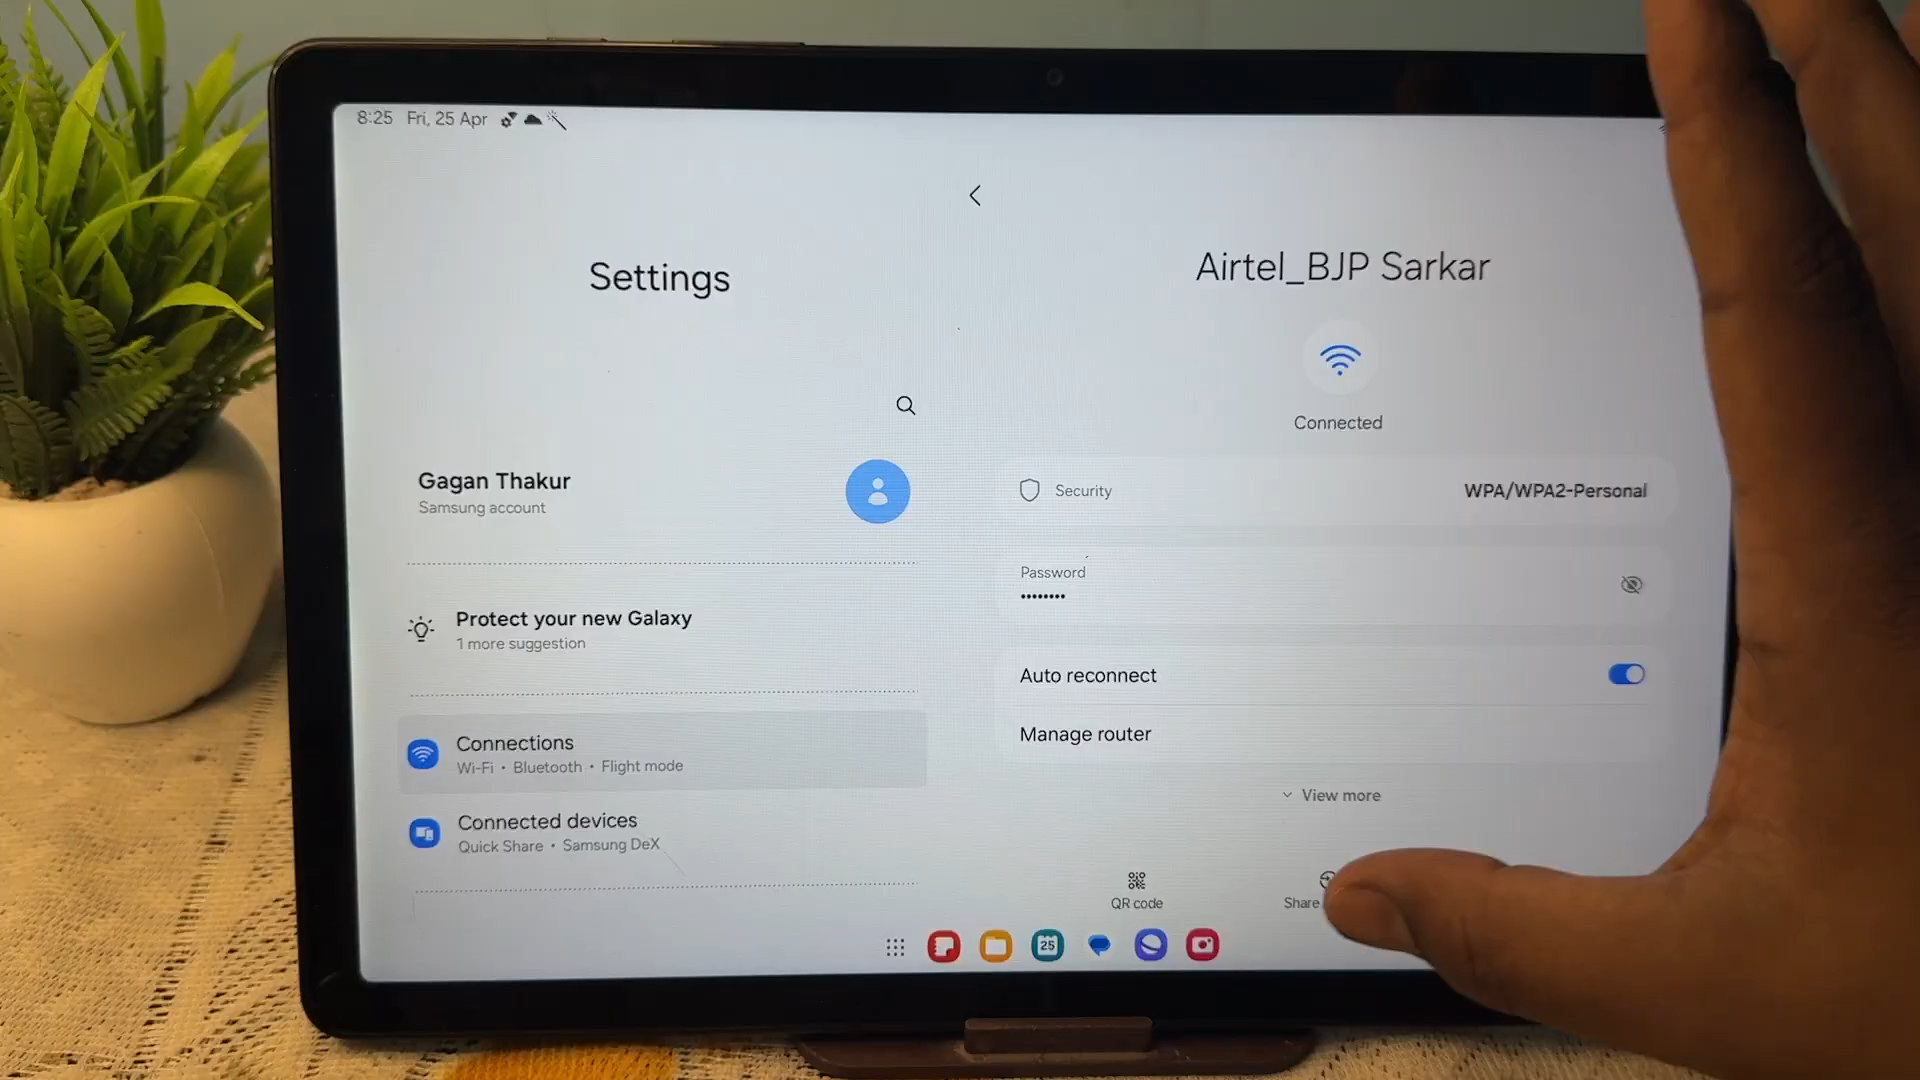 8:25 Fri, 25 Apr
Settings
Gagan Thakur
Samsung account
Protect your new Galaxy
1 more suggestion
Connections
Wi-Fi • Bluetooth • Flight mode
Connected devices
Quick Share • Samsung DeX
Airtel_BJP Sarkar
Connected
Security
WPA/WPA2-Personal
Password
••••••••
Auto reconnect
Manage router
View more
QR code
Share
25